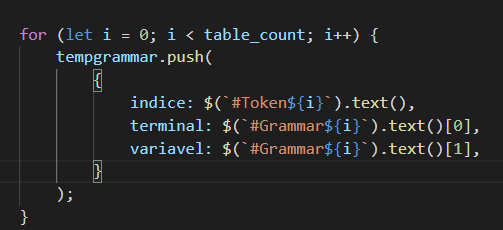 for (let i = 0; i < table_count; i++) {
    tempgrammar.push(
        {
            indice: $(`#Token${i}`).text(),
            terminal: $(`#Grammar${i}`).text()[0],
            variavel: $(`#Grammar${i}`).text()[1],
        }
    );
}